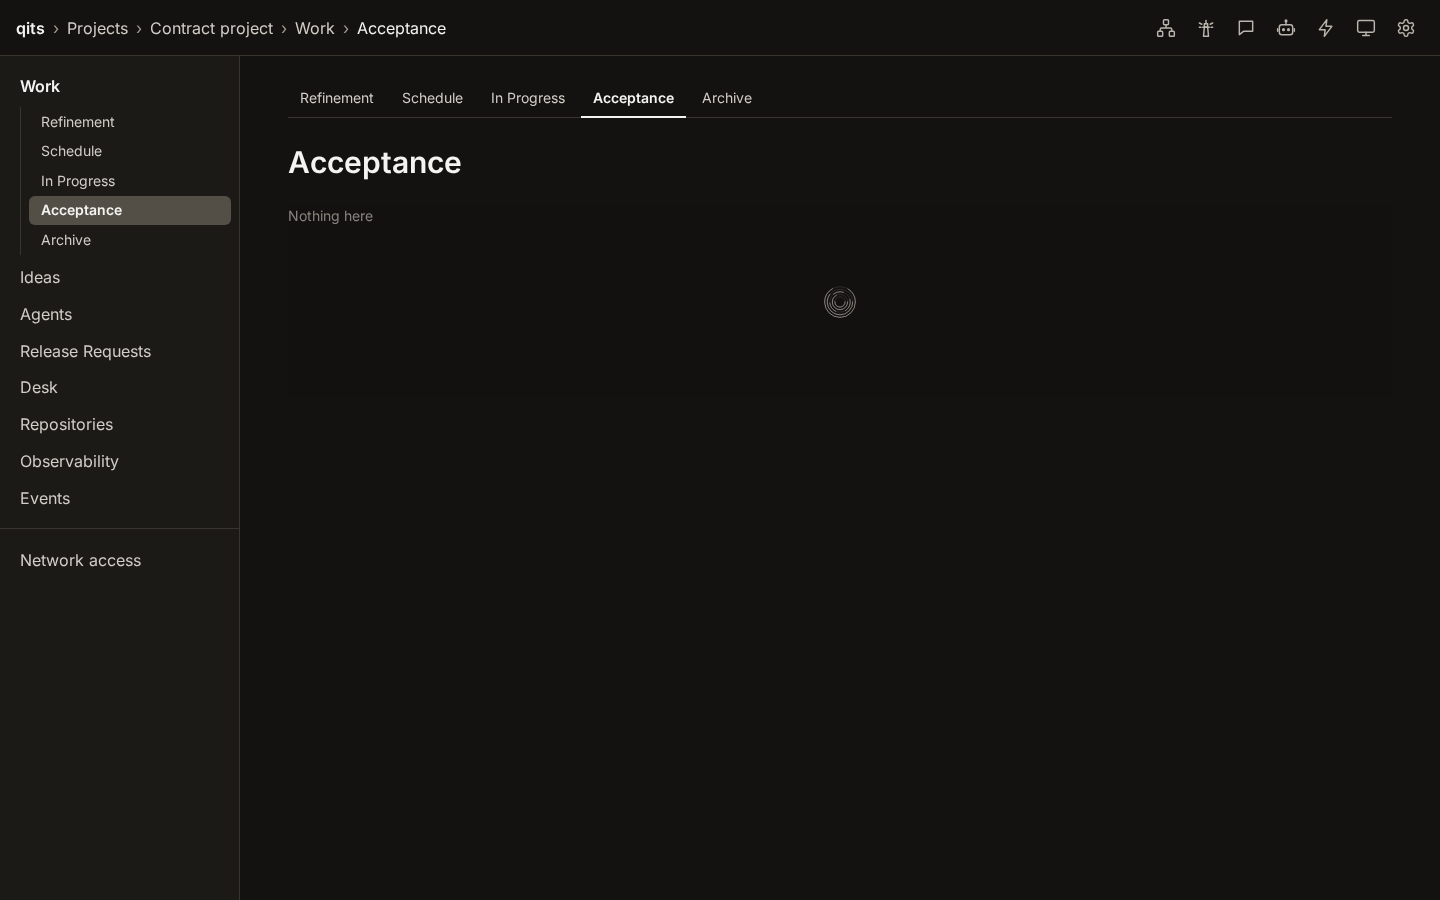 qits › Projects › Contract project › Work › Acceptance
Work
Refinement
Schedule
In Progress
Acceptance
Archive
Ideas
Agents
Release Requests
Desk
Repositories
Observability
Events
Network access
Refinement Schedule In Progress Acceptance Archive
Acceptance
Nothing here